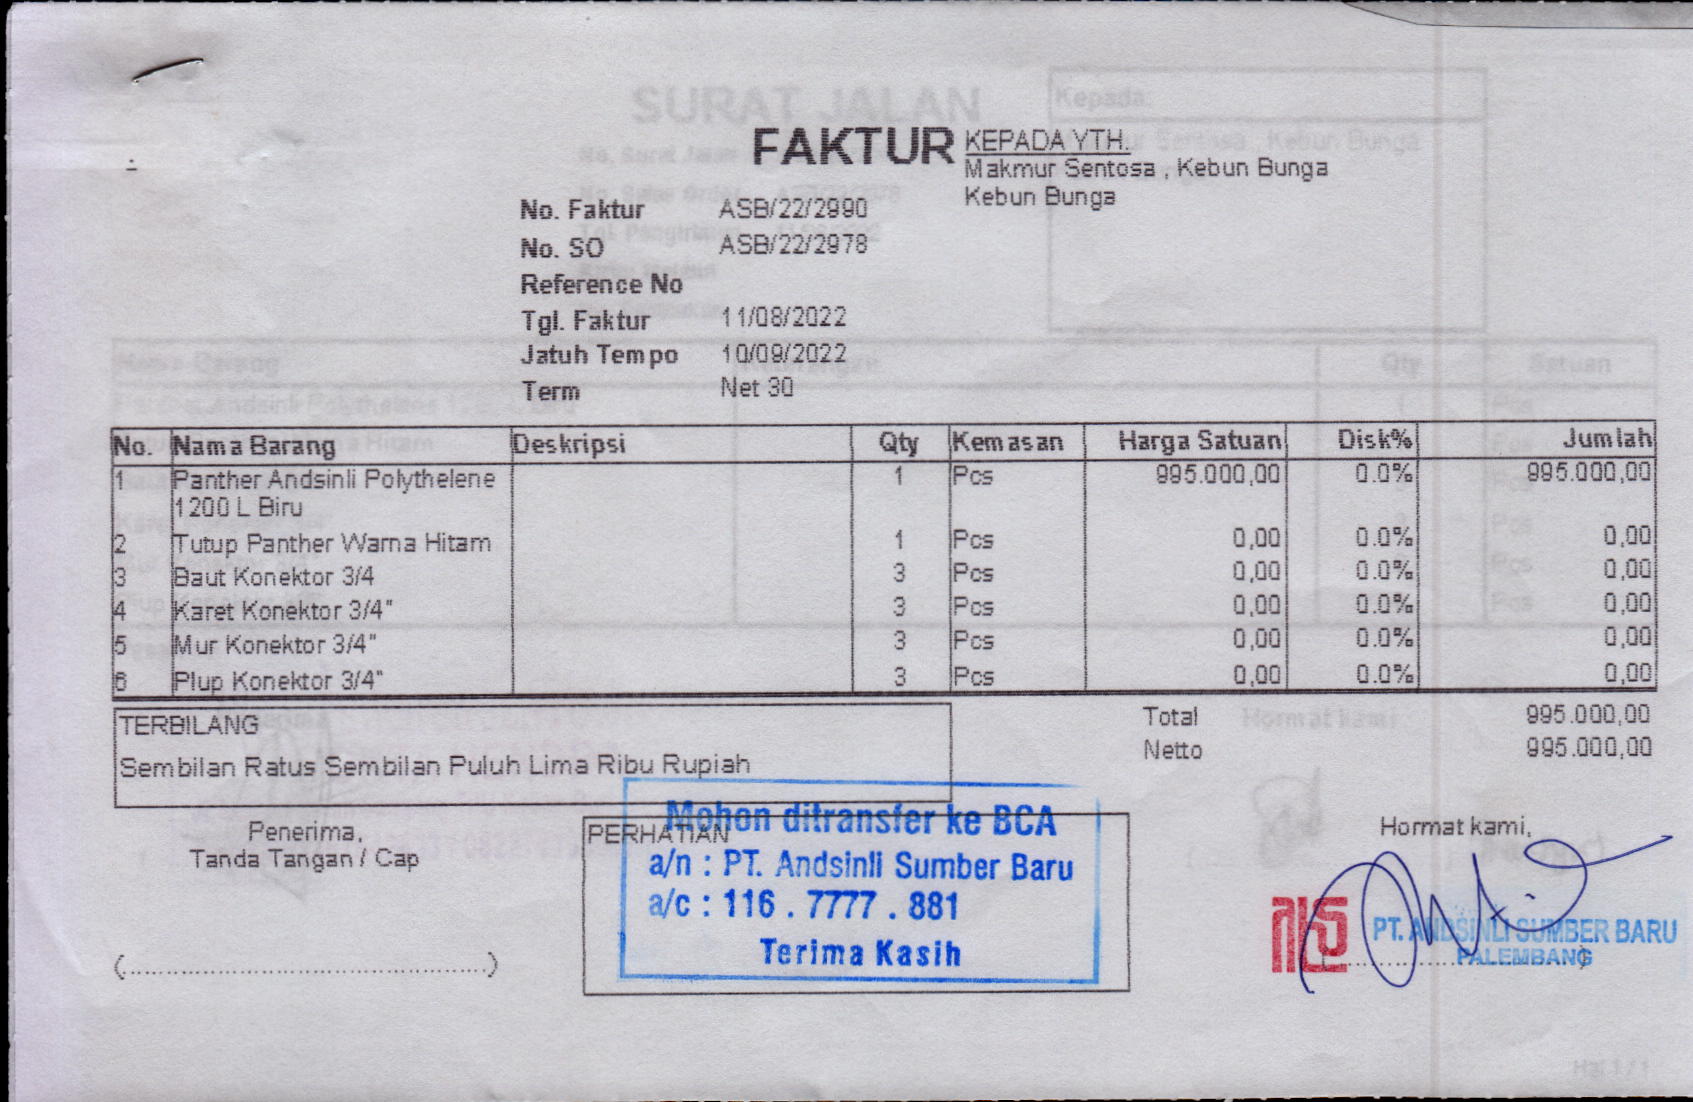 FAKTUR
KEPADA YTH.
Makmur Sentosa , Kebun Bunga
Kebun Bunga
No. Faktur ASB/22/2990
No. SO ASB/22/2978
Reference No
Tgl. Faktur 11/08/2022
Jatuh Tempo 10/09/2022
Term Net 30
No. Nama Barang Deskripsi Qty Kemasan Harga Satuan Disk% Jumlah
1 Panther Andsinli Polythelene 1 Pcs 995.000,00 0.0% 995.000,00
1200 L Biru
2 Tutup Panther Warna Hitam 1 Pcs 0,00 0.0% 0,00
3 Baut Konektor 3/4 3 Pcs 0,00 0.0% 0,00
4 Karet Konektor 3/4" 3 Pcs 0,00 0.0% 0,00
5 Mur Konektor 3/4" 3 Pcs 0,00 0.0% 0,00
6 Plup Konektor 3/4" 3 Pcs 0,00 0.0% 0,00
TERBILANG
Sembilan Ratus Sembilan Puluh Lima Ribu Rupiah
Total 995.000,00
Netto 995.000,00
Penerima,
Tanda Tangan / Cap
(..................................................)
PERHATIAN
Mohon ditransfer ke BCA
a/n : PT. Andsinli Sumber Baru
a/c : 116 . 7777 . 881
Terima Kasih
Hormat kami,
PT. ANDSINLI SUMBER BARU
PALEMBANG
SURAT JALAN
Kepada:
Hormat kami
Hal 1 / 1